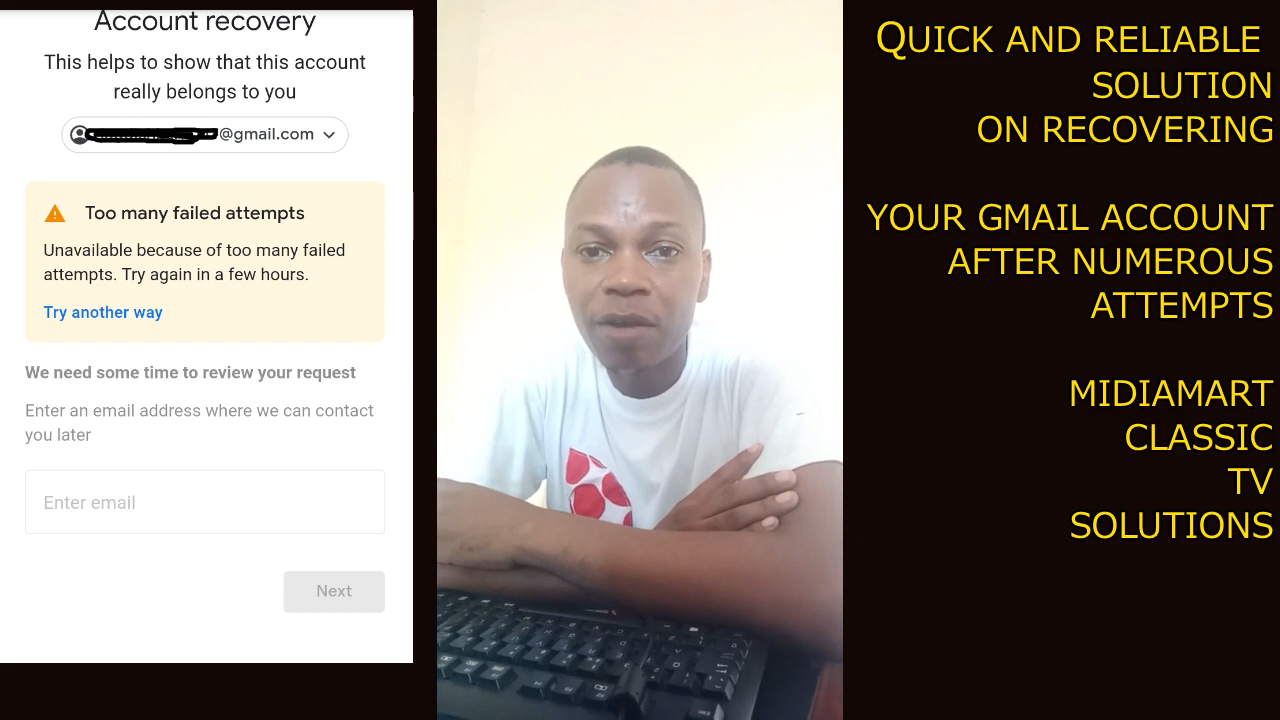 Account recovery
This helps to show that this account
really belongs to you
@gmail.com
Too many failed attempts
Unavailable because of too many failed
attempts. Try again in a few hours.
Try another way
We need some time to review your request
Enter an email address where we can contact
you later
Enter email
Next
QUICK AND RELIABLE
SOLUTION
ON RECOVERING
YOUR GMAIL ACCOUNT
AFTER NUMEROUS
ATTEMPTS
MIDIAMART
CLASSIC
TV
SOLUTIONS